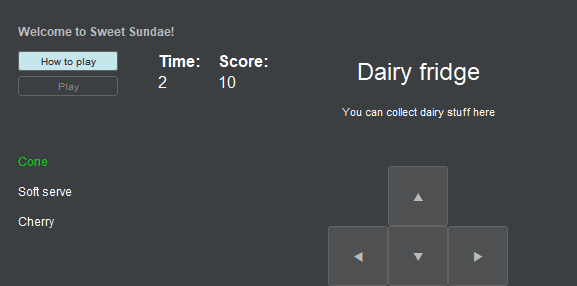 Welcome to Sweet Sundae!
How to play
Play
Time:
2
Score:
10
Dairy fridge
You can collect dairy stuff here
Cone
Soft serve
Cherry